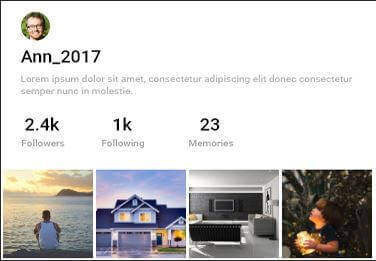 Ann_2017
Lorem ipsum dolor sit amet, consectetur adipiscing elit donec consectetur
semper nunc in molestie.
2.4k 1k 23
Followers Following Memories